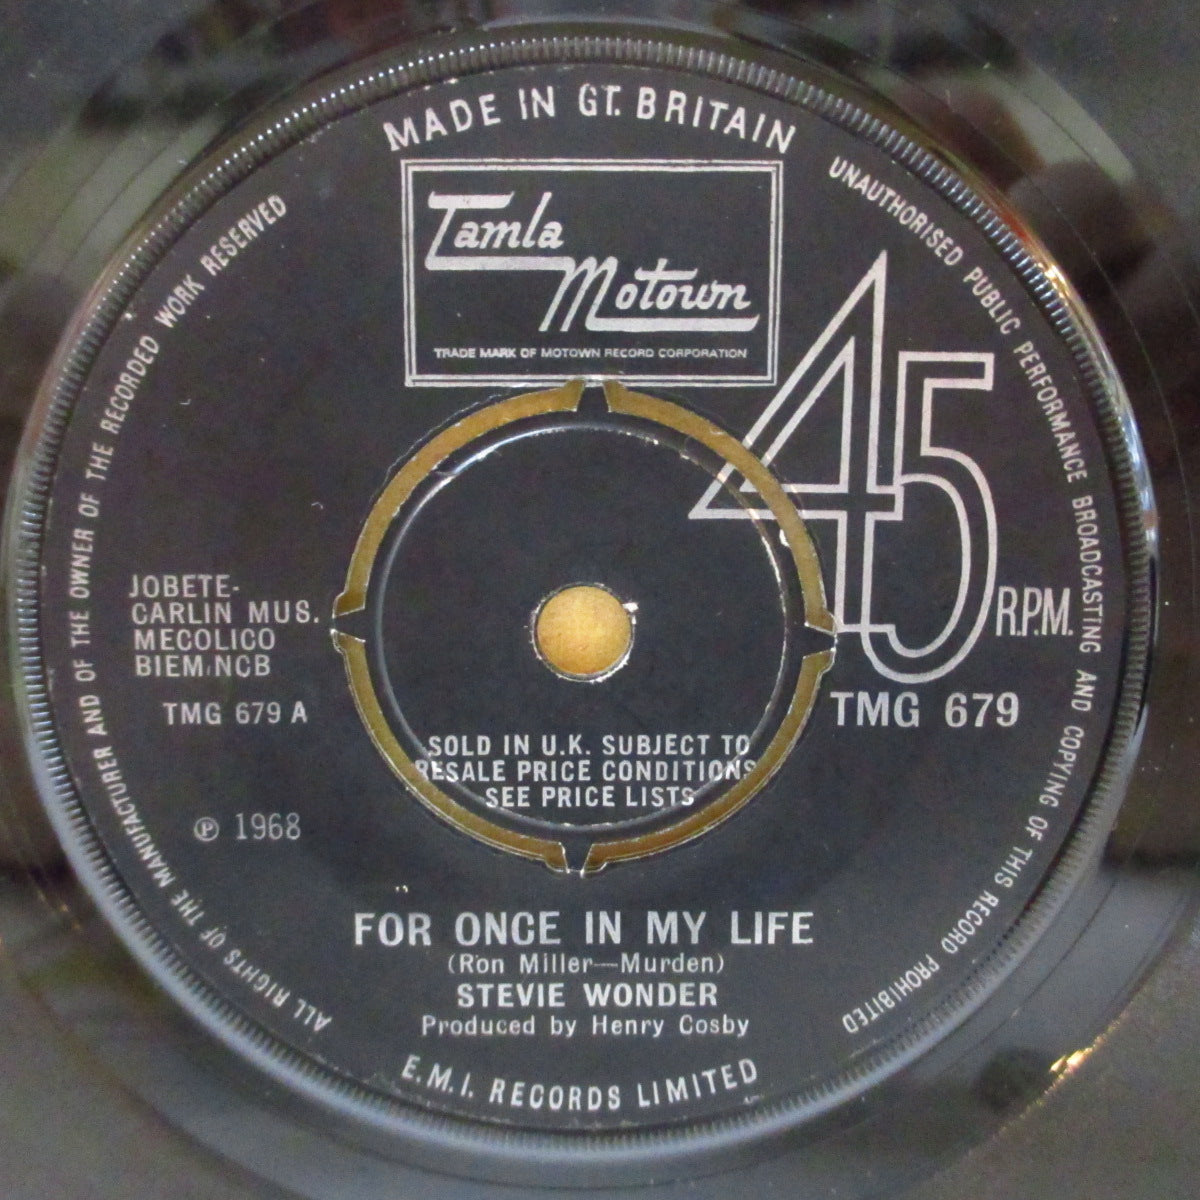 MADE IN GT. BRITAIN
Tamla
Motown
TRADE MARK OF MOTOWN RECORD CORPORATION
45
R.P.M.
JOBETE-
CARLIN MUS.
MECOLICO
BIEM/NCB
TMG 679 A
℗ 1968
TMG 679
SOLD IN U.K. SUBJECT TO
RESALE PRICE CONDITIONS
SEE PRICE LISTS
FOR ONCE IN MY LIFE
(Ron Miller—Murden)
STEVIE WONDER
Produced by Henry Cosby
E.M.I. RECORDS LIMITED
ALL RIGHTS OF THE MANUFACTURER AND OF THE OWNER OF THE RECORDED WORK RESERVED
UNAUTHORISED PUBLIC PERFORMANCE BROADCASTING AND COPYING OF THIS RECORD PROHIBITED